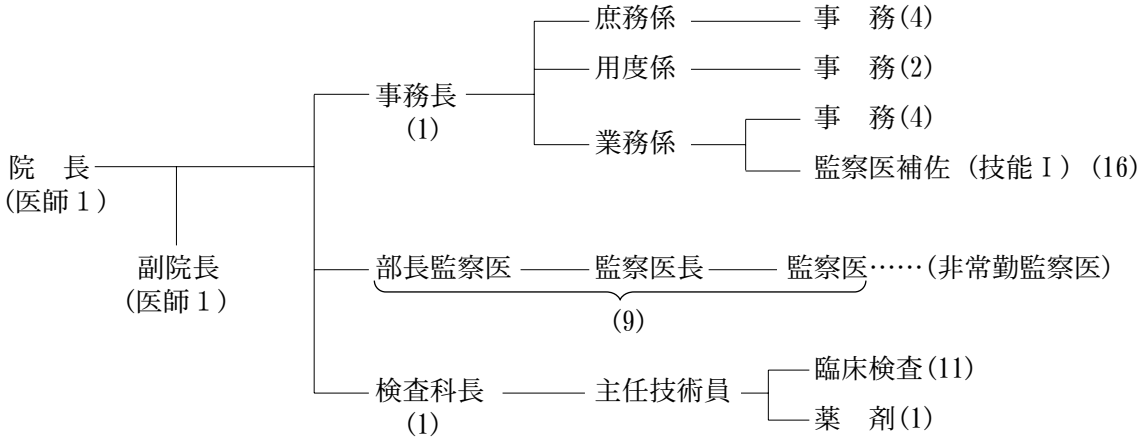 庶務係 事　務(4)
用度係 事　務(2)
事務長
(1)
業務係 事　務(4)
監察医補佐（技能Ⅰ）(16)
院　長
(医師１)
副院長
(医師１)
部長監察医 監察医長 監察医……(非常勤監察医)
(9)
検査科長
(1)
主任技術員 臨床検査(11)
薬　剤(1)